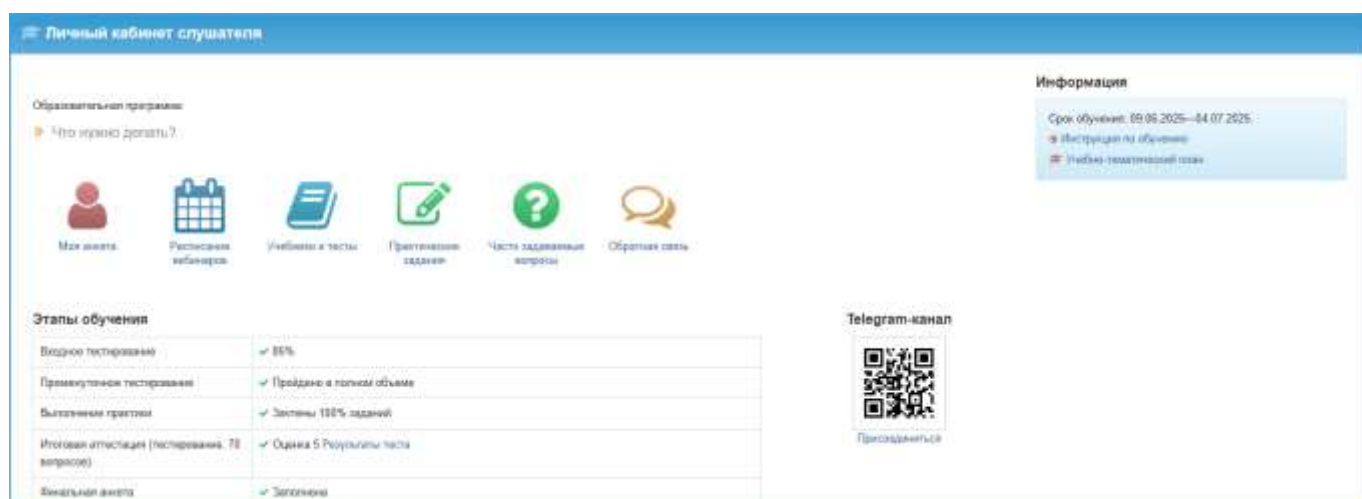 Личный кабинет слушателя
Образовательная программа:
Что нужно делать?
Моя анкета
Расписание
вебинаров
Учебники и тесты
Практические
задания
Часто задаваемые
вопросы
Обратная связь
Информация
Срок обучения: 09.06.2025—04.07.2025.
Инструкция по обучению
Учебно-тематический план
Этапы обучения
Входное тестирование
Промежуточное тестирование
Пройдено в полном объеме
Выполнение практики
Зачтены 100% заданий
Итоговая аттестация (тестирование, 70
вопросов)
Оценка 5 Результаты теста
Финальная анкета
Заполнена
Telegram-канал
Присоединиться